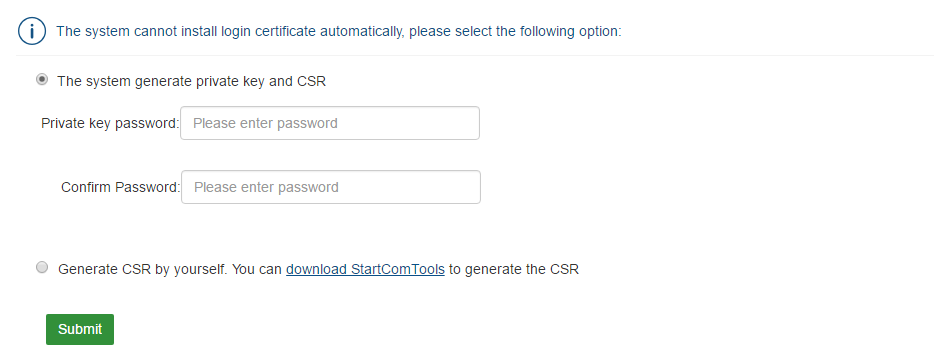 The system cannot install login certificate automatically, please select the following option:
The system generate private key and CSR
Private key password: Please enter password
Confirm Password: Please enter password
Generate CSR by yourself. You can download StartComTools to generate the CSR
Submit